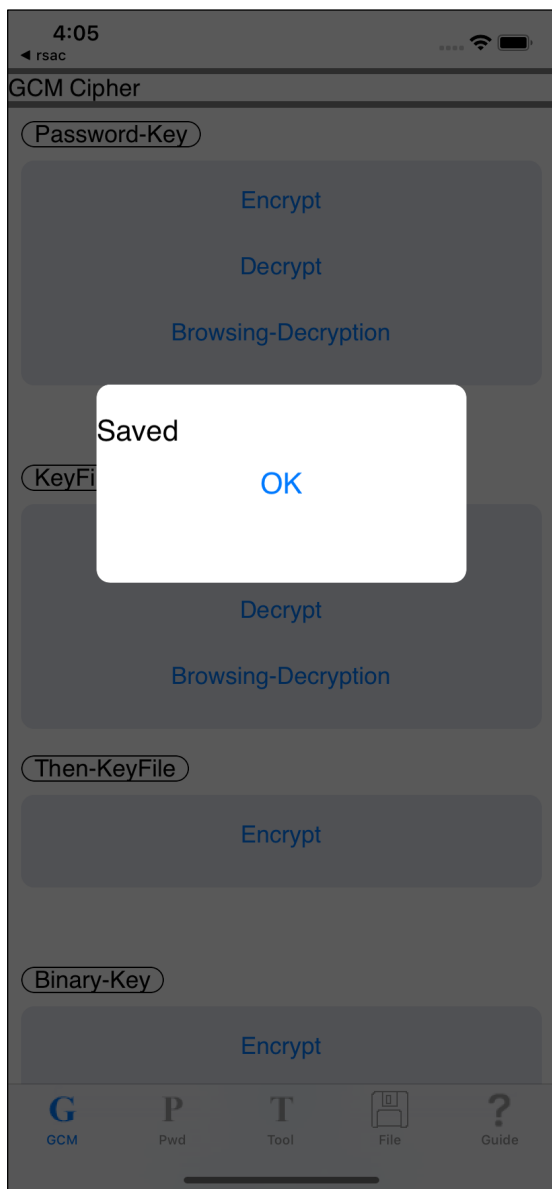 4:05
◀ rsac
GCM Cipher
Password-Key
Encrypt
Decrypt
Browsing-Decryption
Saved
KeyFi
OK
Decrypt
Browsing-Decryption
Then-KeyFile
Encrypt
Binary-Key
Encrypt
G P T ?
GCM Pwd Tool File Guide